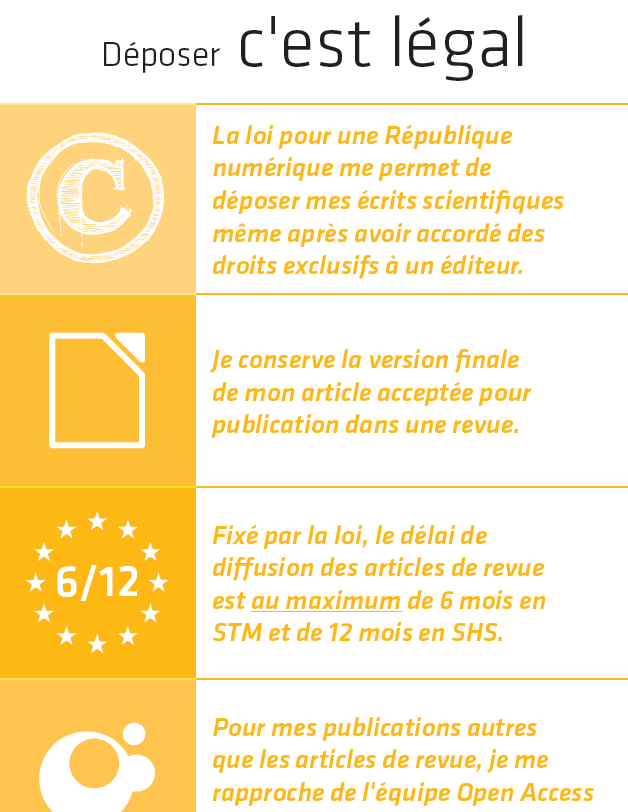 Déposer c'est légal
C
La loi pour une République
numérique me permet de
déposer mes écrits scientifiques
même après avoir accordé des
droits exclusifs à un éditeur.
Je conserve la version finale
de mon article acceptée pour
publication dans une revue.
6/12
Fixé par la loi, le délai de
diffusion des articles de revue
est au maximum de 6 mois en
STM et de 12 mois en SHS.
Pour mes publications autres
que les articles de revue, je me
rapproche de l'équipe Open Access